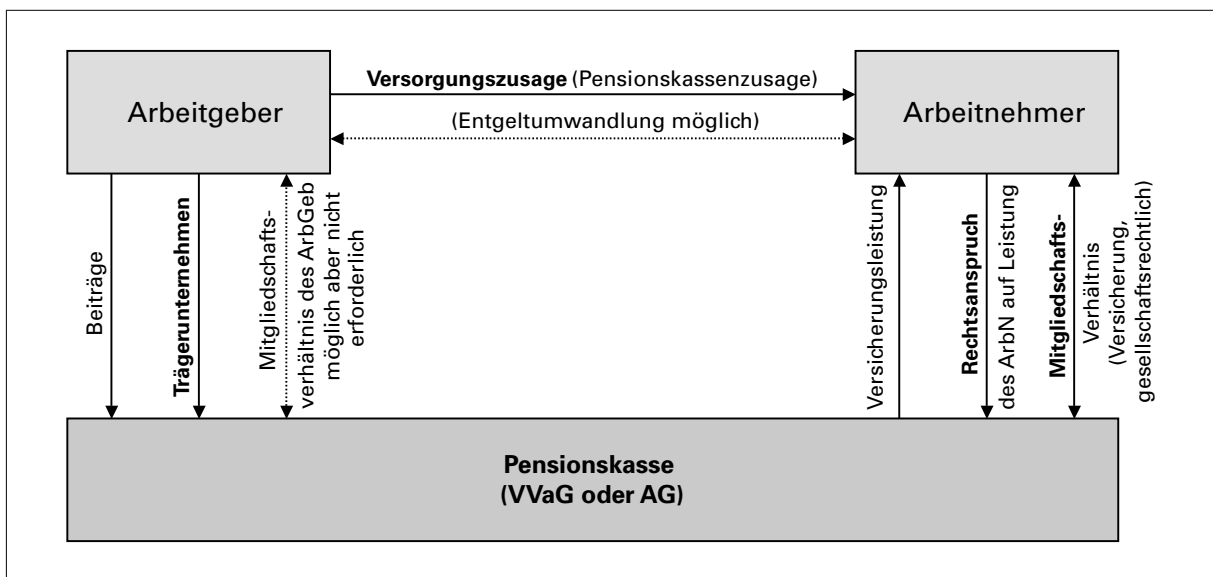 Arbeitgeber
Versorgungszusage (Pensionskassenzusage)
(Entgeltumwandlung möglich)
Arbeitnehmer
Beiträge
Trägerunternehmen
Mitgliedschafts-
verhältnis des ArbGeb
möglich aber nicht
erforderlich
Versicherungsleistung
Rechtsanspruch
des ArbN auf Leistung
Mitgliedschafts-
Verhältnis
(Versicherung,
gesellschaftsrechtlich)
Pensionskasse
(VVaG oder AG)